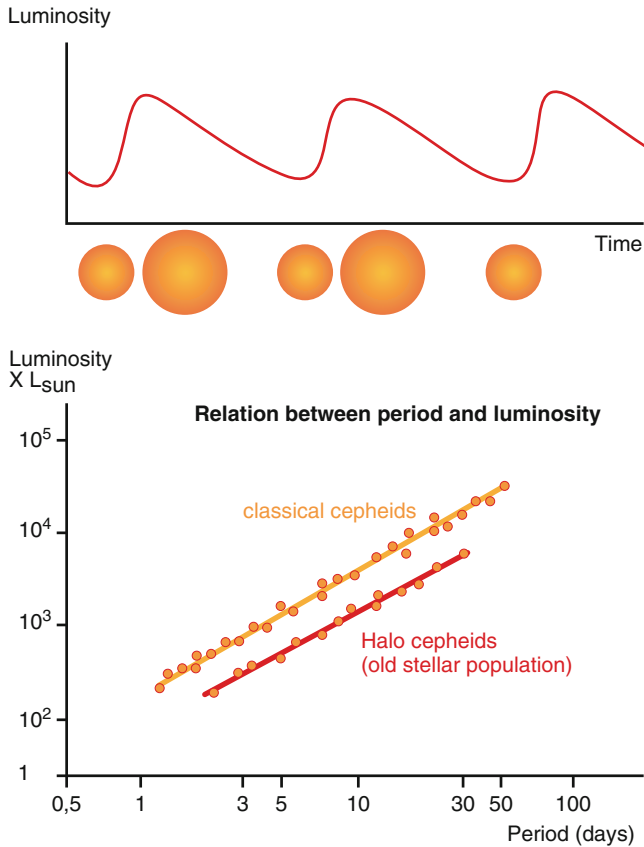 Luminosity
Time
Luminosity
X Lsun
Relation between period and luminosity
10⁵
classical cepheids
10⁴
10³
Halo cepheids
(old stellar population)
10²
1
0,5 1 3 5 10 30 50 100
Period (days)